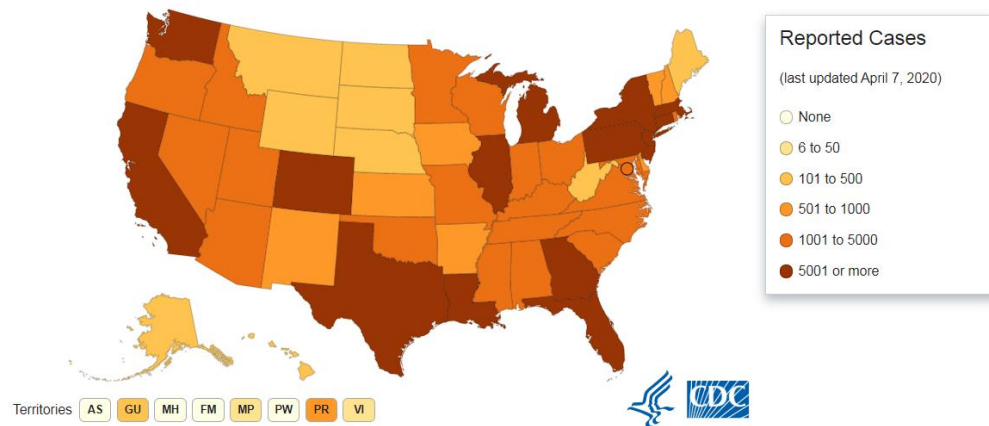 Reported Cases
(last updated April 7, 2020)
None
6 to 50
101 to 500
501 to 1000
1001 to 5000
5001 or more
Territories AS GU MH FM MP PW PR VI
CDC